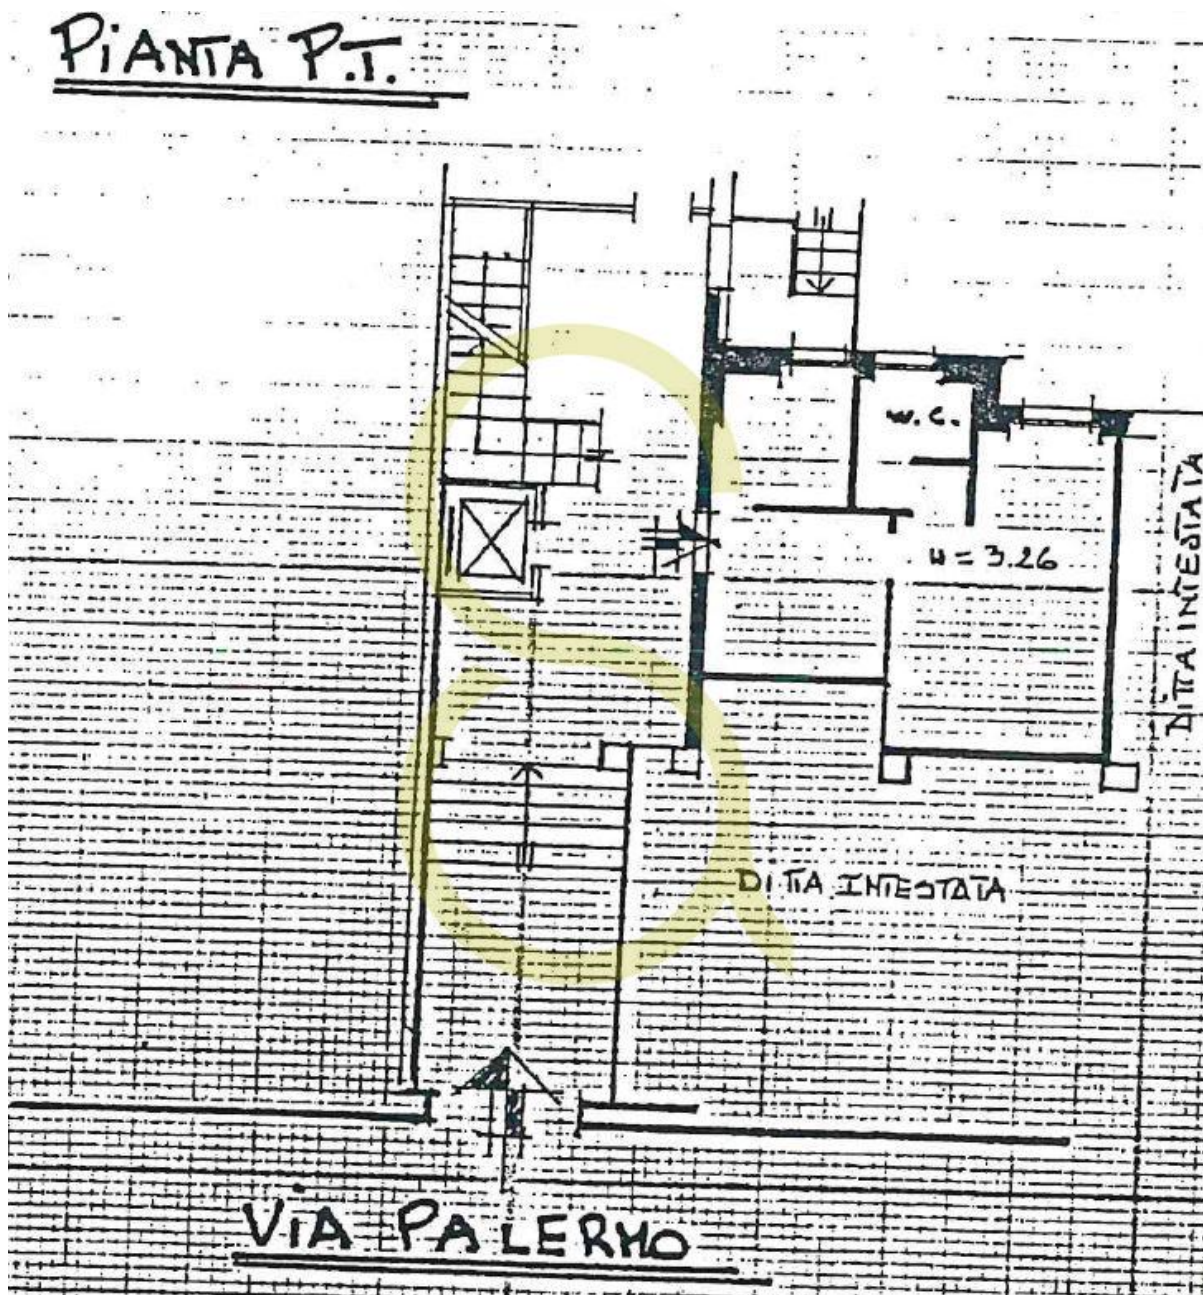 PiANTA P.T.
W.C.
H = 3.26
DITTA INTESTATA
DITTA INTESTATA
ViA PALERMO